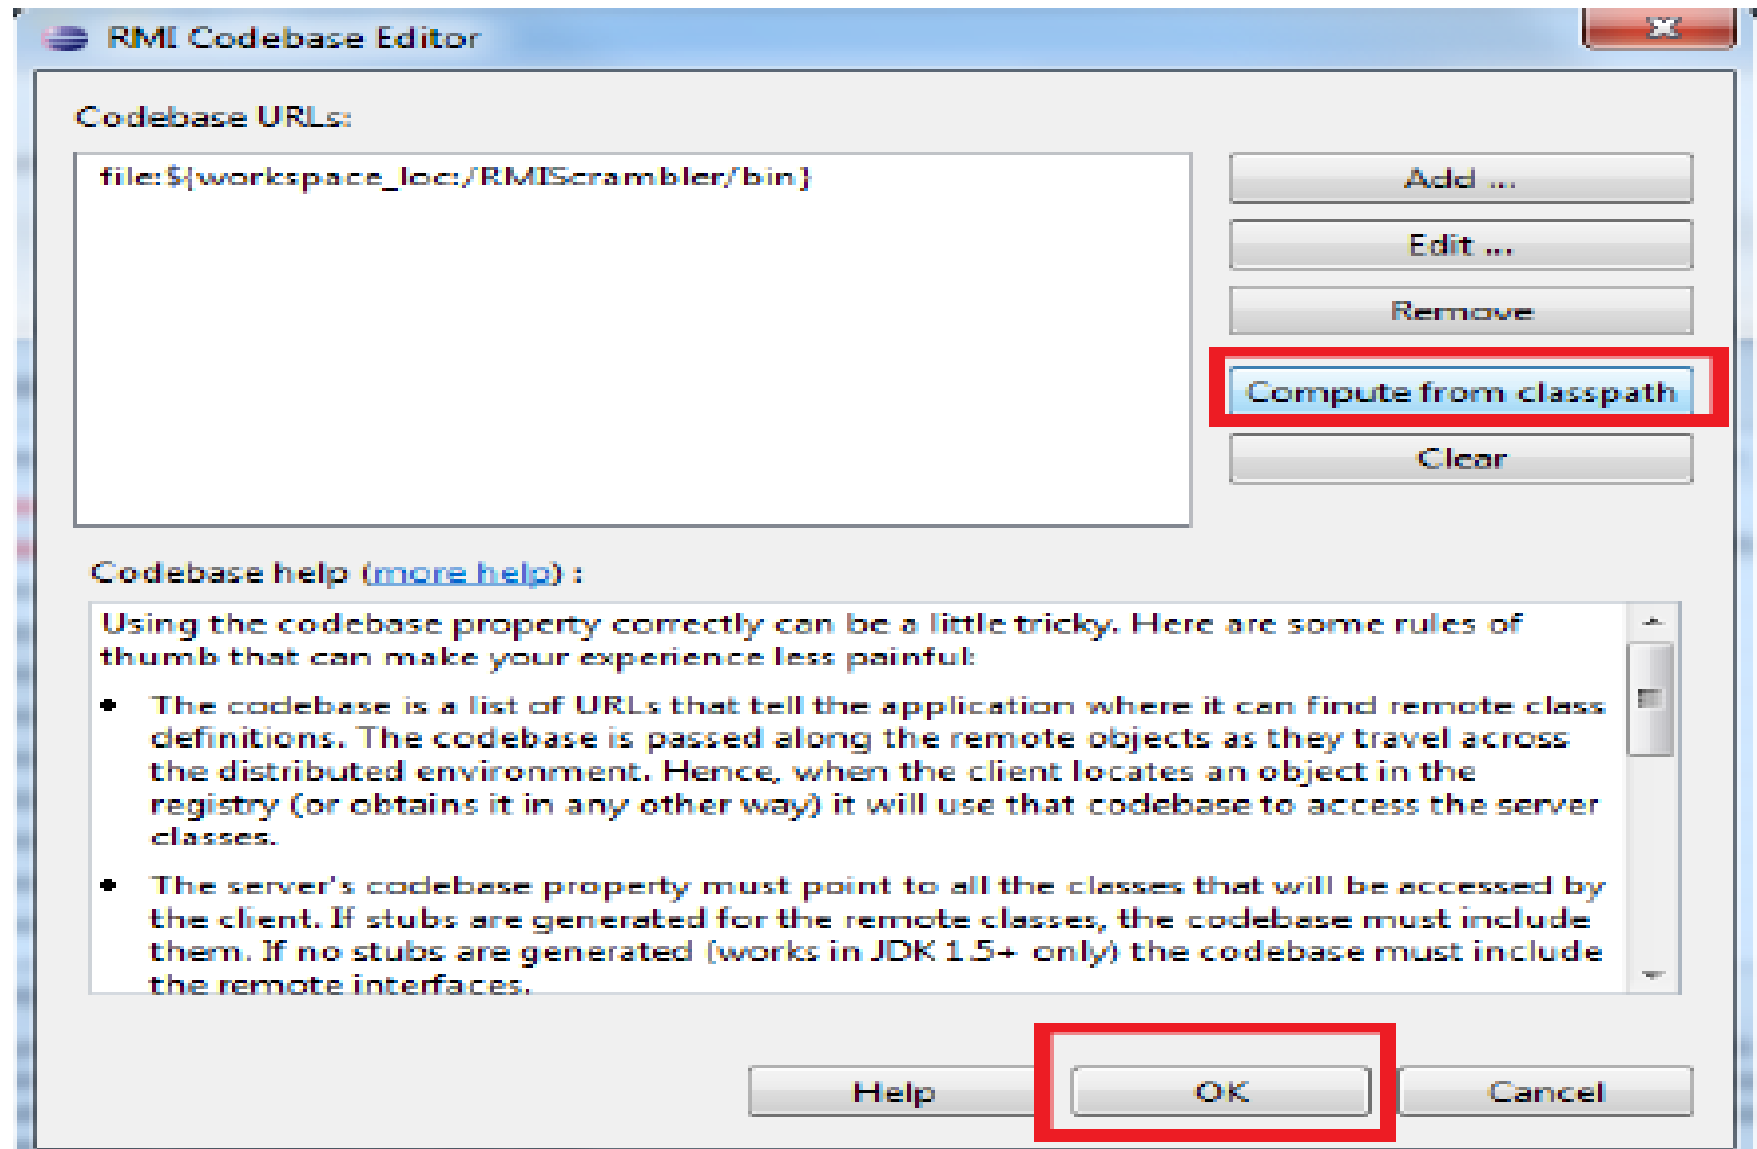 RMI Codebase Editor
Codebase URLs:
file:${workspace_loc:/RMIScrambler/bin}
Add ...
Edit ...
Remove
Compute from classpath
Clear
Codebase help (more help) :
Using the codebase property correctly can be a little tricky. Here are some rules of
thumb that can make your experience less painful:
• The codebase is a list of URLs that tell the application where it can find remote class
definitions. The codebase is passed along the remote objects as they travel across
the distributed environment. Hence, when the client locates an object in the
registry (or obtains it in any other way) it will use that codebase to access the server
classes.
• The server's codebase property must point to all the classes that will be accessed by
the client. If stubs are generated for the remote classes, the codebase must include
them. If no stubs are generated (works in JDK 1.5+ only) the codebase must include
the remote interfaces.
Help
OK
Cancel